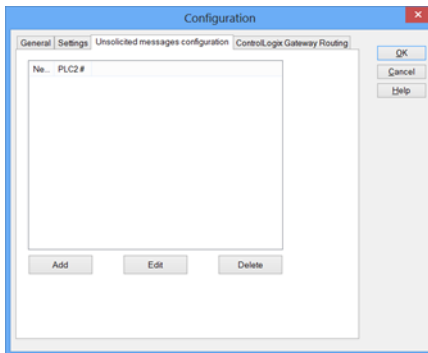 Configuration
General Settings Unsolicited messages configuration ControlLogix Gateway Routing
OK
Cancel
Help
Ne... PLC2 #
Add Edit Delete